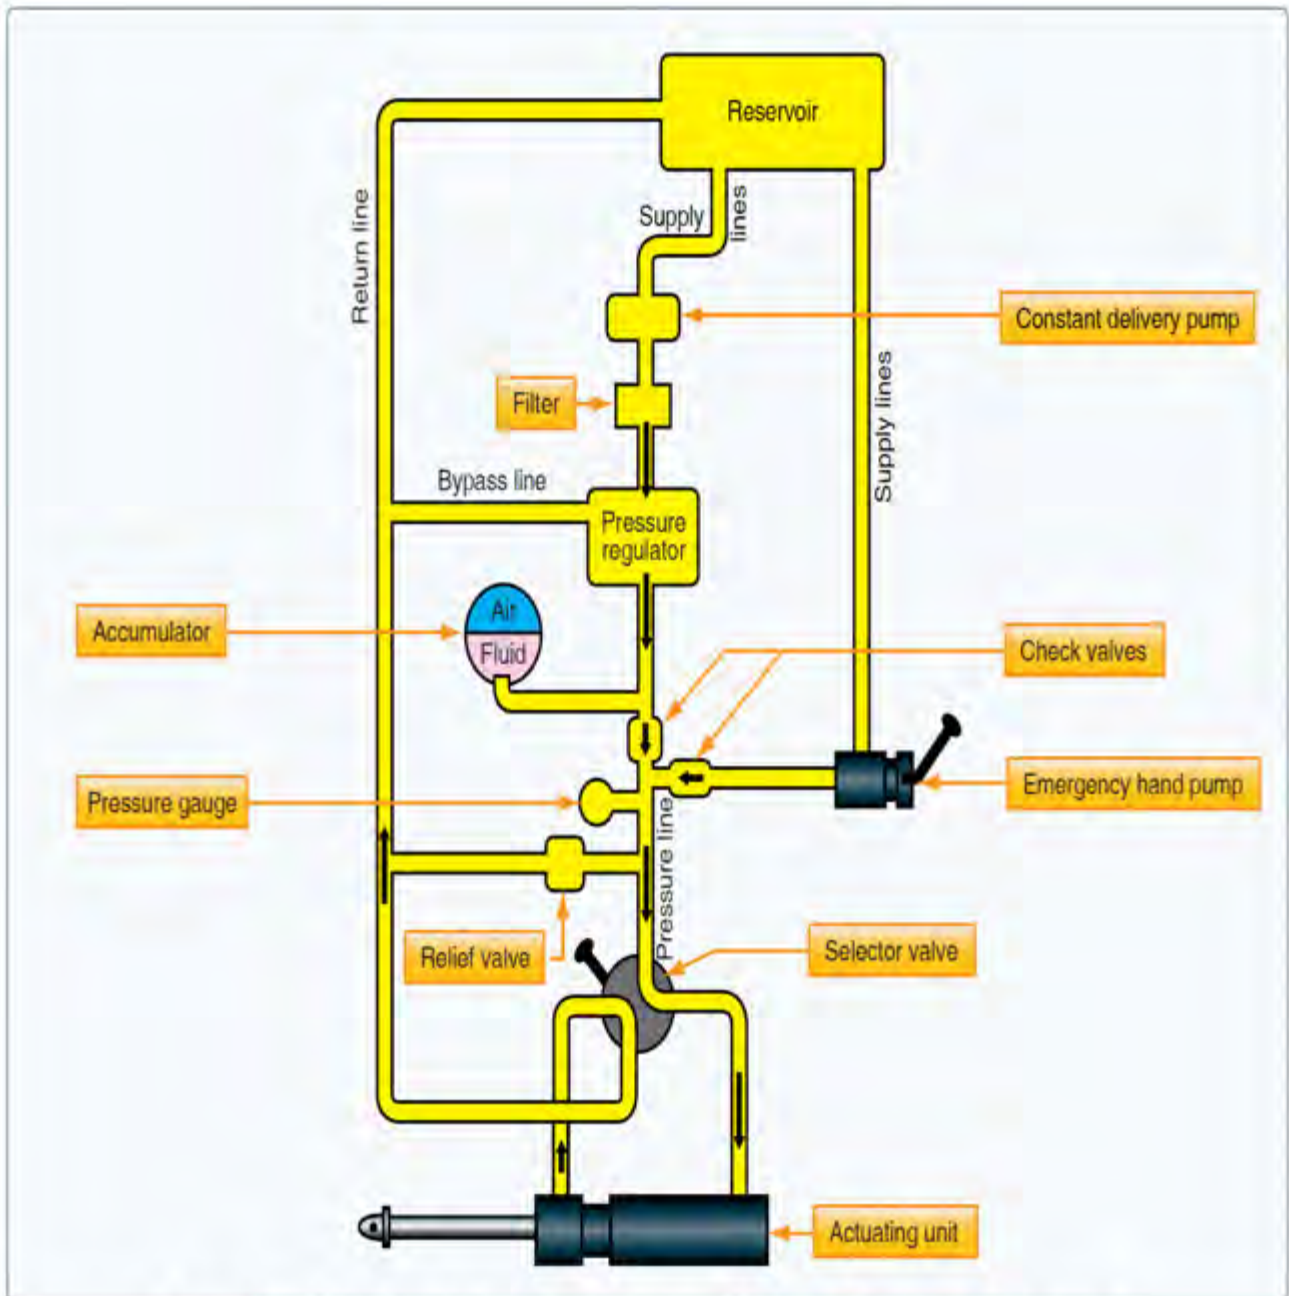 Reservoir
Supply
lines
Return line
Constant delivery pump
Filter
Supply lines
Bypass line
Pressure
regulator
Air
Fluid
Accumulator
Check valves
Pressure gauge
Emergency hand pump
Pressure line
Relief valve
Selector valve
Actuating unit